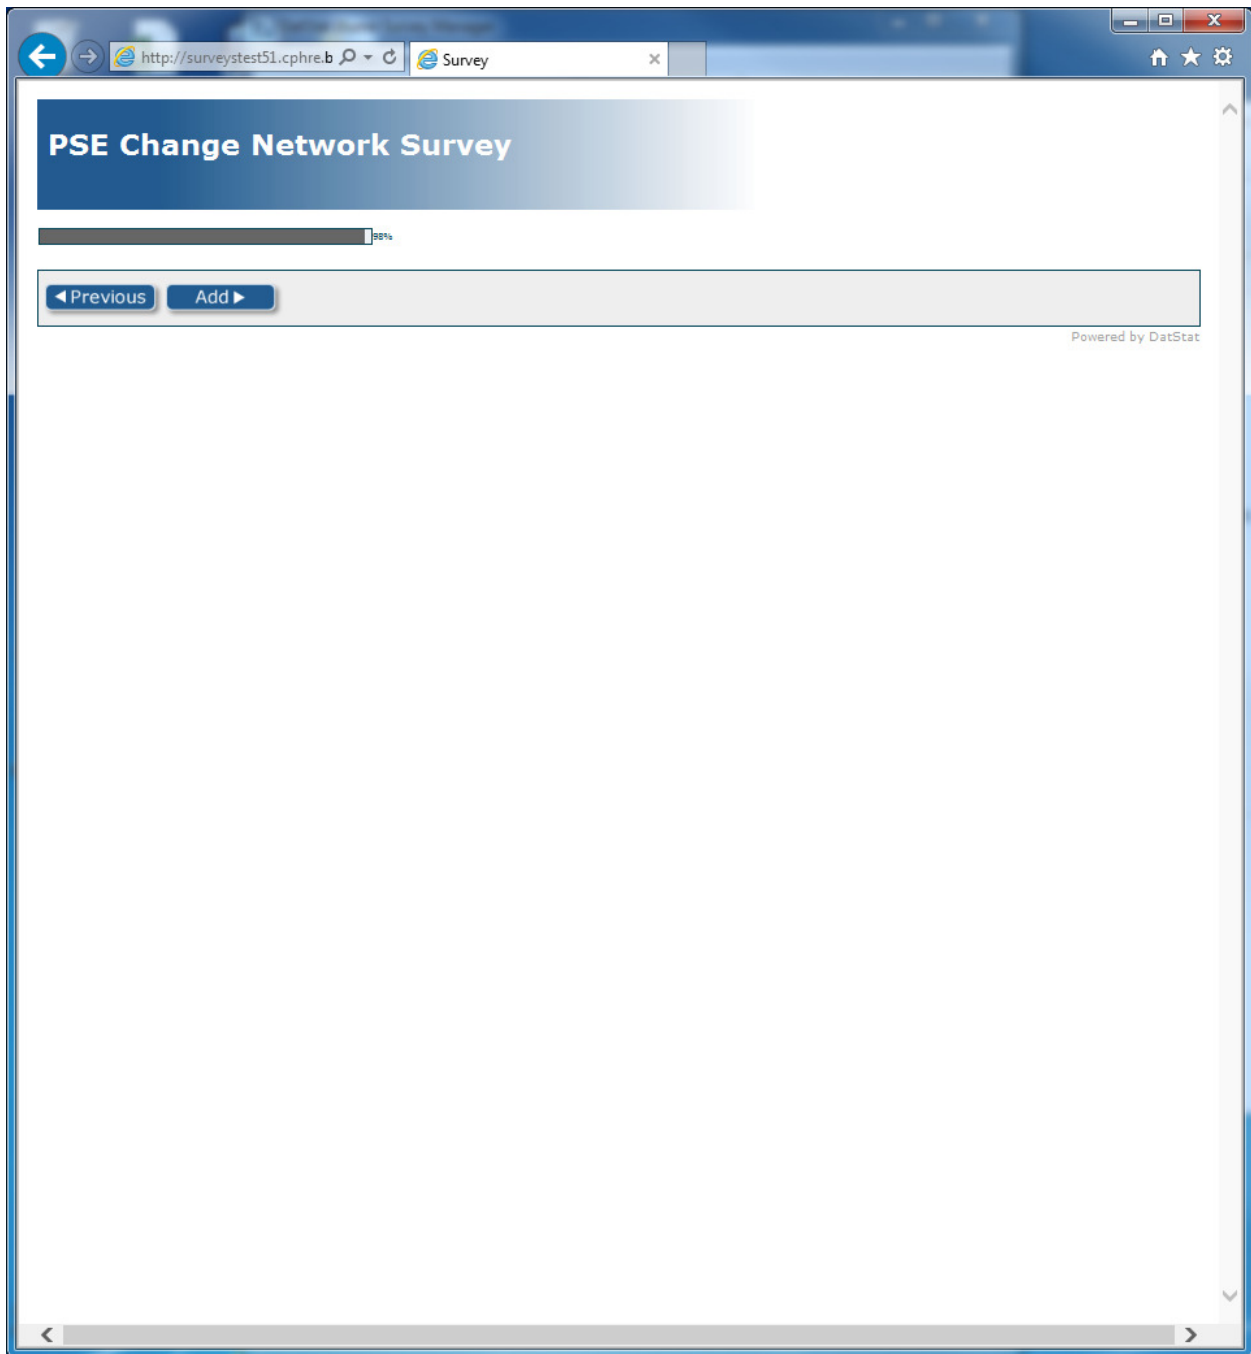 http://surveystest51.cphre.b
Survey
PSE Change Network Survey
98%
Previous
Add
Powered by DatStat